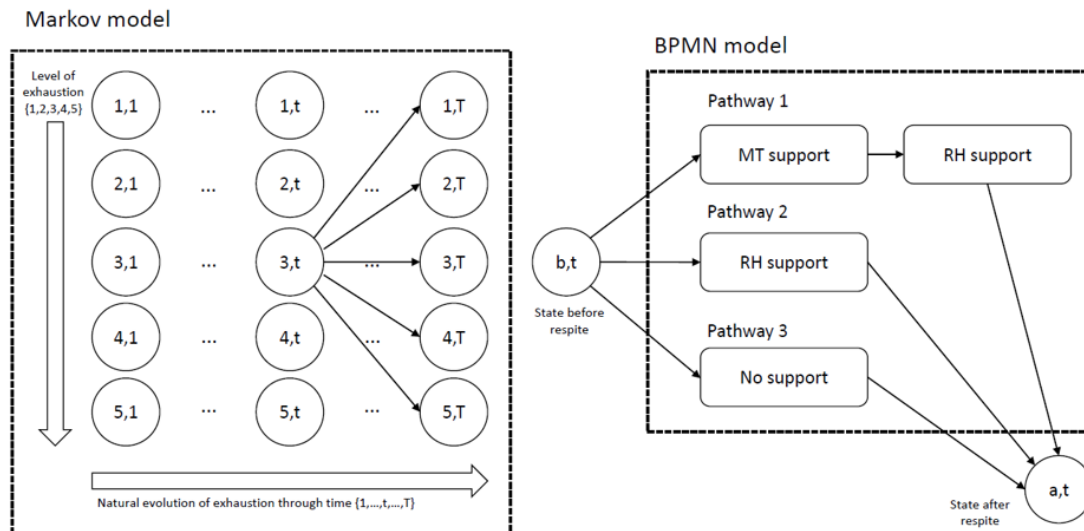 Markov model
Level of
exhaustion
{1,2,3,4,5}
1,1 ... 1,t ... 1,T
2,1 ... 2,t ... 2,T
3,1 ... 3,t ... 3,T
4,1 ... 4,t ... 4,T
5,1 ... 5,t ... 5,T
Natural evolution of exhaustion through time {1,...,t,...,T}
BPMN model
Pathway 1
MT support
RH support
Pathway 2
b,t
RH support
State before
respite
Pathway 3
No support
a,t
State after
respite